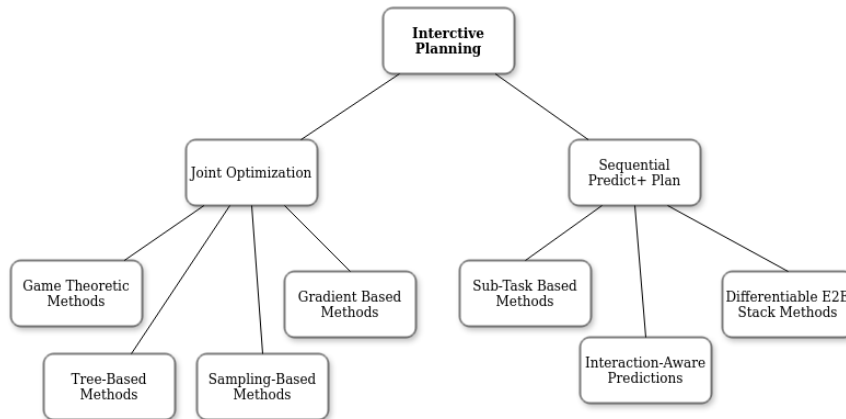 Interctive
Planning
Joint Optimization
Sequential
Predict+ Plan
Game Theoretic
Methods
Gradient Based
Methods
Sub-Task Based
Methods
Differentiable E2E
Stack Methods
Tree-Based
Methods
Sampling-Based
Methods
Interaction-Aware
Predictions